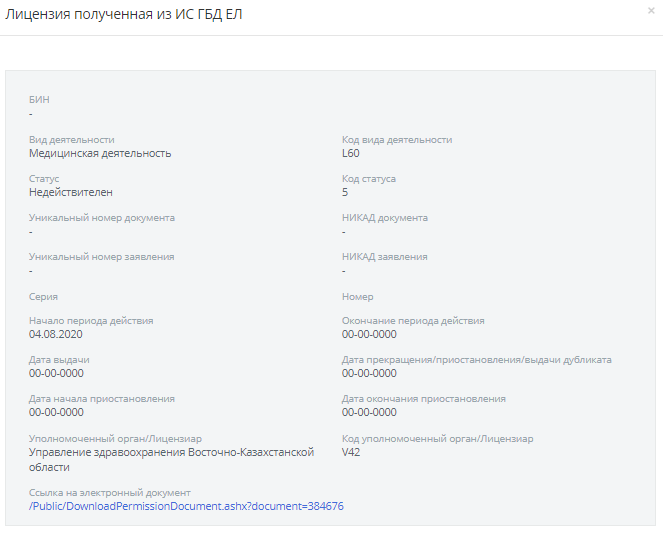 Лицензия полученная из ИС ГБД ЕЛ
×
БИН
-
Вид деятельности
Медицинская деятельность
Код вида деятельности
L60
Статус
Недействителен
Код статуса
5
Уникальный номер документа
-
НИКАД документа
-
Уникальный номер заявления
-
НИКАД заявления
-
Серия
Номер
Начало периода действия
04.08.2020
Окончание периода действия
00-00-0000
Дата выдачи
00-00-0000
Дата прекращения/приостановления/выдачи дубликата
00-00-0000
Дата начала приостановления
00-00-0000
Дата окончания приостановления
00-00-0000
Уполномоченный орган/Лицензиар
Управление здравоохранения Восточно-Казахстанской
области
Код уполномоченный орган/Лицензиар
V42
Ссылка на электронный документ
/Public/DownloadPermissionDocument.ashx?document=384676